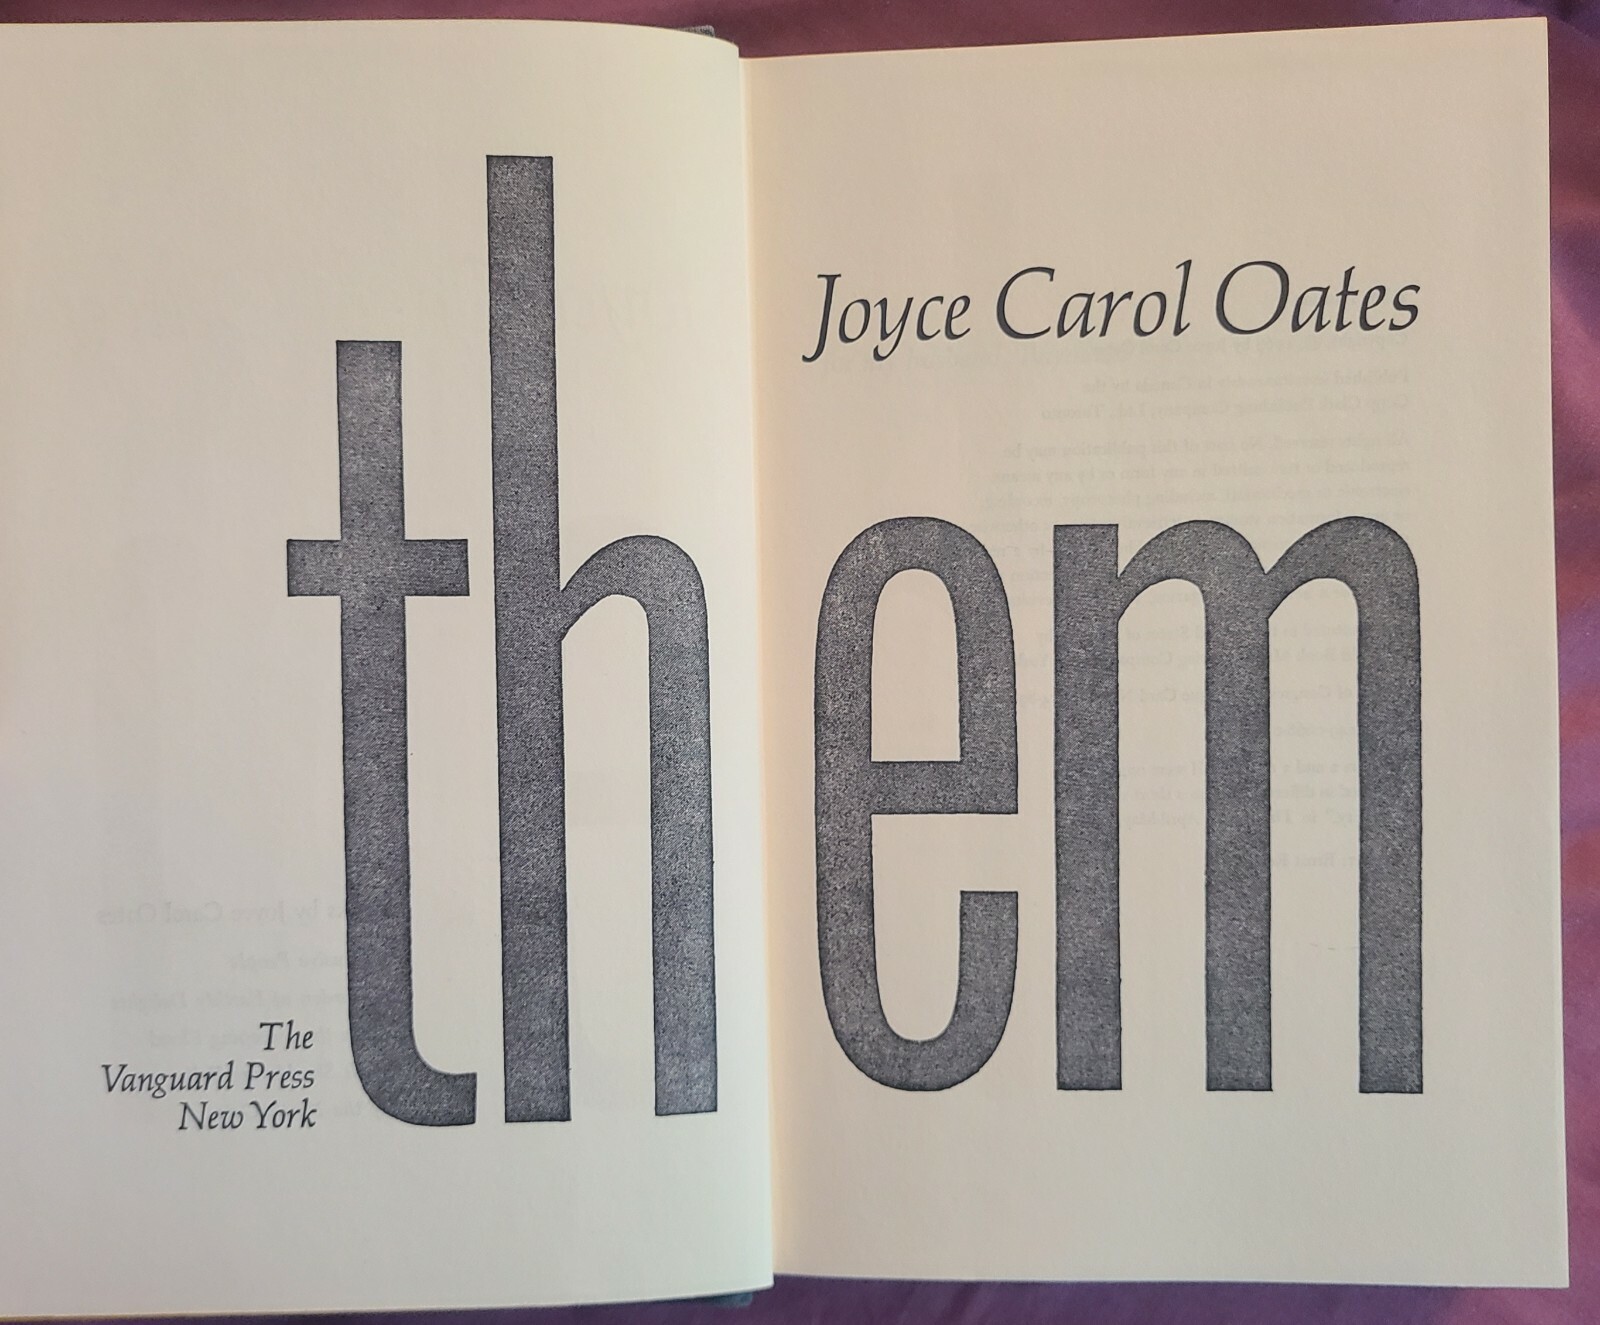 them
Joyce Carol Oates
The
Vanguard Press
New York